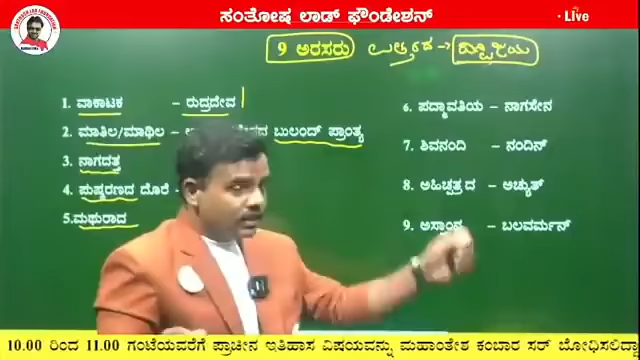 ಸಂತೋಷ ಲಾಡ್ ಫೌಂಡೇಶನ್
Live
9 ಅರಸರು
1. ವಾಕಾಟಕ – ರುದ್ರದೇವ
2. ಮಾತಿಲ/ಮಾಥಿಲ – ಬುಲಂದ್ ಪ್ರಾಂತ್ಯ
3. ನಾಗದತ್ತ
4. ಪುಷ್ಕರಣದ ದೊರೆ –
5.ಮಥುರಾದ
6. ಪದ್ಮಾವತಿಯ – ನಾಗಸೇನ
7. ಶಿವನಂದಿ – ನಂದಿನ್
8. ಅಹಿಚ್ಛತ್ರದ – ಅಚ್ಯುತ್
9. – ಬಲವರ್ಮನ್
10.00 ರಿಂದ 11.00 ಗಂಟೆಯವರೆಗೆ ಪ್ರಾಚೀನ ಇತಿಹಾಸ ವಿಷಯವನ್ನು ಮಹಾಂತೇಶ ಕಂಬಾರ ಸರ್ ಬೋಧಿಸಲಿದ್ದಾ